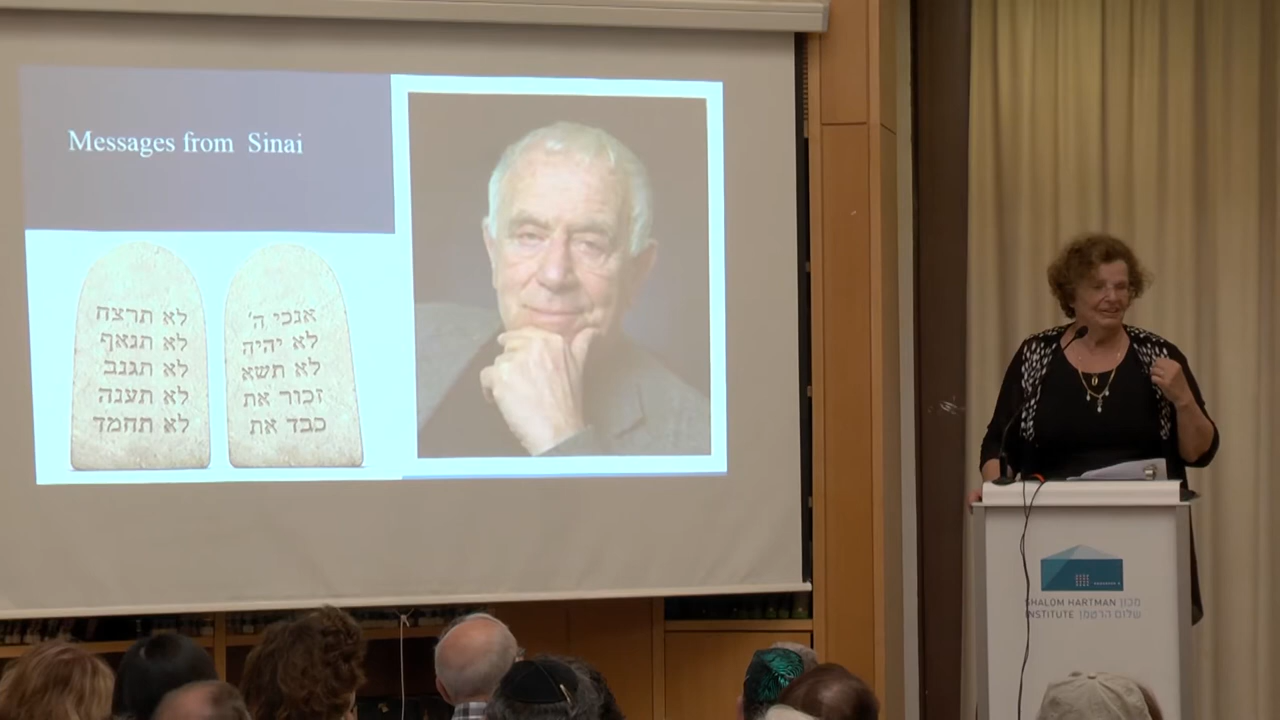 Messages from Sinai
אנכי ה'
לא יהיה
לא תשא
זכור את
כבד את
לא תרצח
לא תנאף
לא תגנב
לא תענה
לא תחמד
SHALOM HARTMAN מכון
INSTITUTE שלום הרטמן